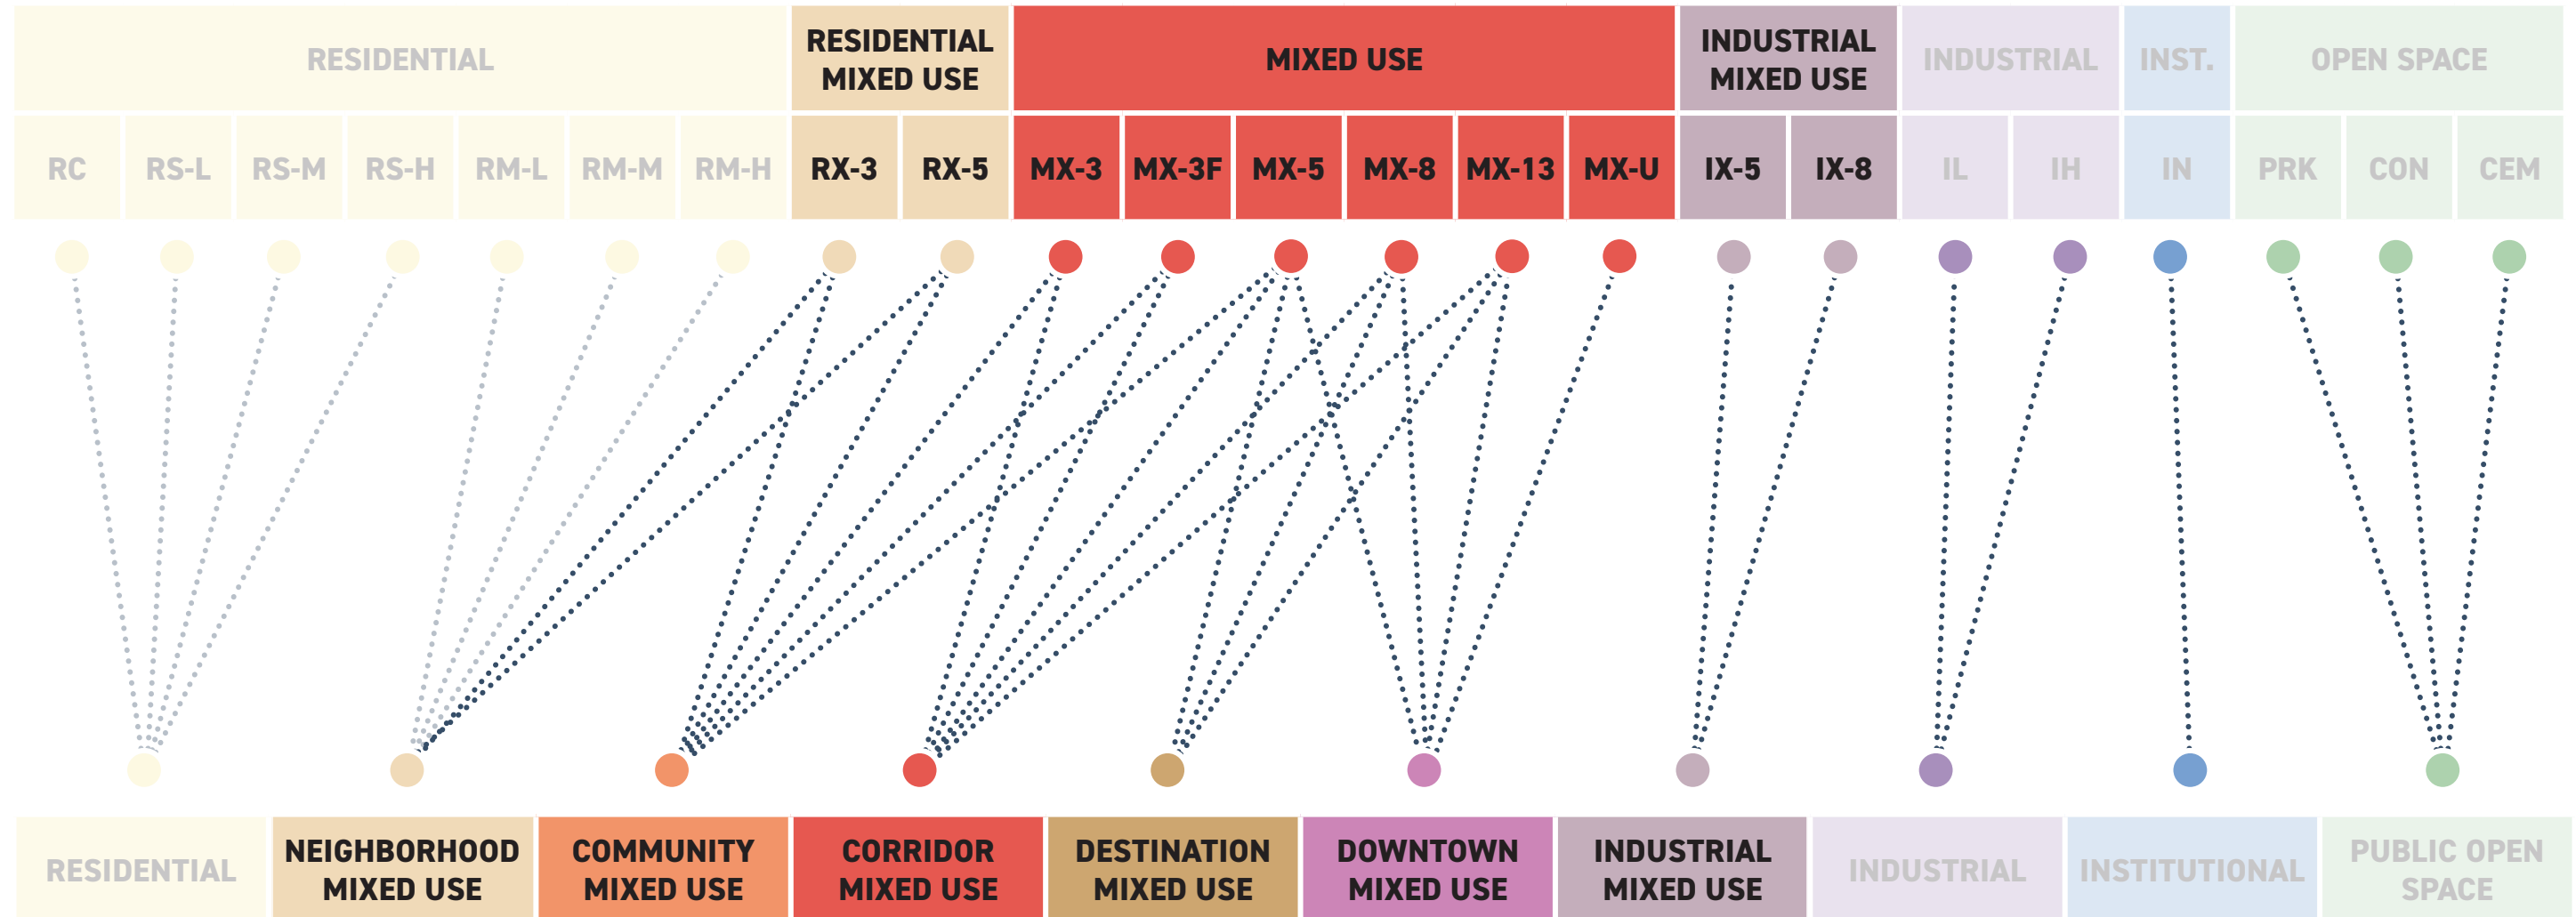 RESIDENTIAL
RESIDENTIAL
MIXED USE
MIXED USE
INDUSTRIAL
MIXED USE
INDUSTRIAL
INST.
OPEN SPACE
RC
RS-L
RS-M
RS-H
RM-L
RM-M
RM-H
RX-3
RX-5
MX-3
MX-3F
MX-5
MX-8
MX-13
MX-U
IX-5
IX-8
IL
IH
IN
PRK
CON
CEM
RESIDENTIAL
NEIGHBORHOOD
MIXED USE
COMMUNITY
MIXED USE
CORRIDOR
MIXED USE
DESTINATION
MIXED USE
DOWNTOWN
MIXED USE
INDUSTRIAL
MIXED USE
INDUSTRIAL
INSTITUTIONAL
PUBLIC OPEN
SPACE